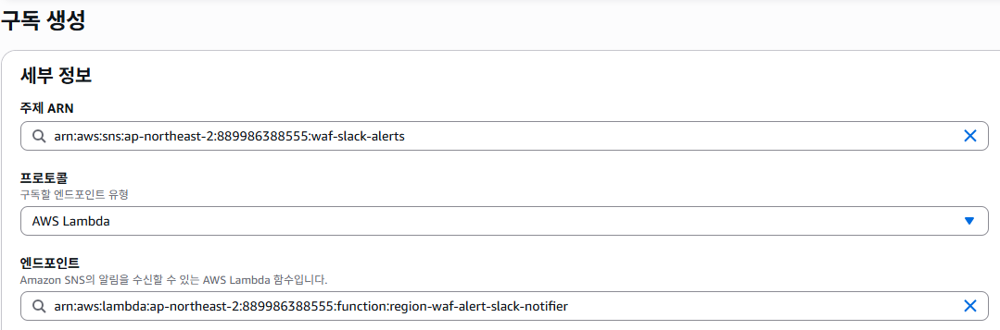 구독 생성
세부 정보
주제 ARN
arn:aws:sns:ap-northeast-2:889986388555:waf-slack-alerts
프로토콜
구독할 엔드포인트 유형
AWS Lambda
엔드포인트
Amazon SNS의 알림을 수신할 수 있는 AWS Lambda 함수입니다.
arn:aws:lambda:ap-northeast-2:889986388555:function:region-waf-alert-slack-notifier